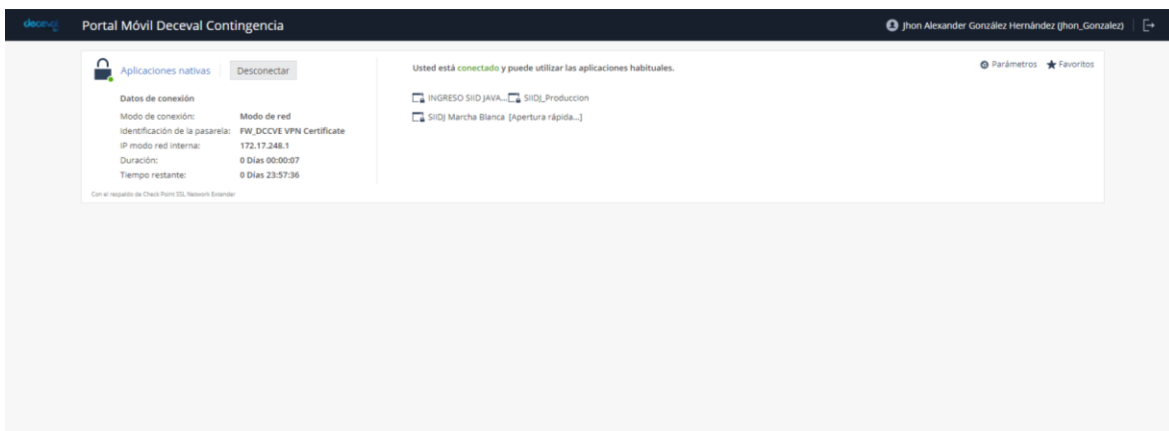 deceval
Portal Móvil Deceval Contingencia
Jhon Alexander González Hernández (Jhon_Gonzalez)
Aplicaciones nativas
Desconectar
Datos de conexión
Modo de conexión: Modo de red
Identificación de la pasarela: FW_DCCVE VPN Certificate
IP modo red interna: 172.17.248.1
Duración: 0 Días 00:00:07
Tiempo restante: 0 Días 23:57:36
Con el respaldo de Check Point SSL Network Extender
Usted está conectado y puede utilizar las aplicaciones habituales.
INGRESO SIID JAVA... SIIDJ_Produccion
SIIDJ Marcha Blanca [Apertura rápida...]
Parámetros Favoritos